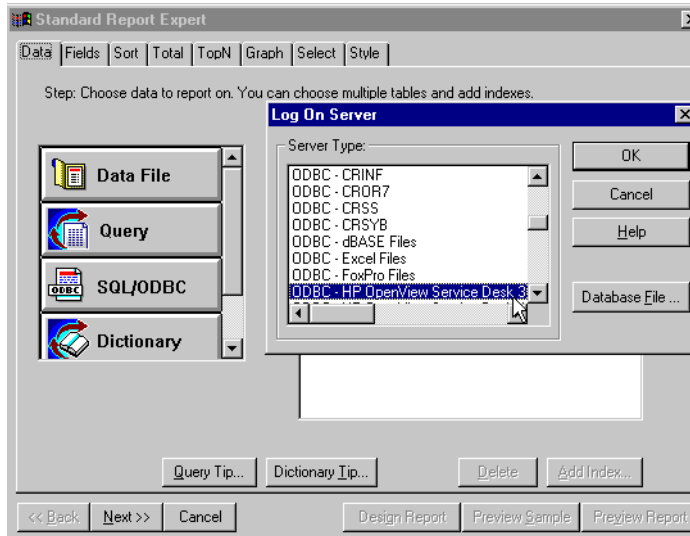 Standard Report Expert
Data Fields Sort Total TopN Graph Select Style
Step: Choose data to report on. You can choose multiple tables and add indexes.
Data File
Query
ODBC
SQL/ODBC
Dictionary
Log On Server
Server Type:
ODBC - CRINF
ODBC - CROR7
ODBC - CRSS
ODBC - CRSYB
ODBC - dBASE Files
ODBC - Excel Files
ODBC - FoxPro Files
ODBC - HP OpenView Service Desk 3
OK
Cancel
Help
Database File ...
Query Tip... Dictionary Tip... Delete Add Index...
<< Back Next >> Cancel Design Report Preview Sample Preview Report